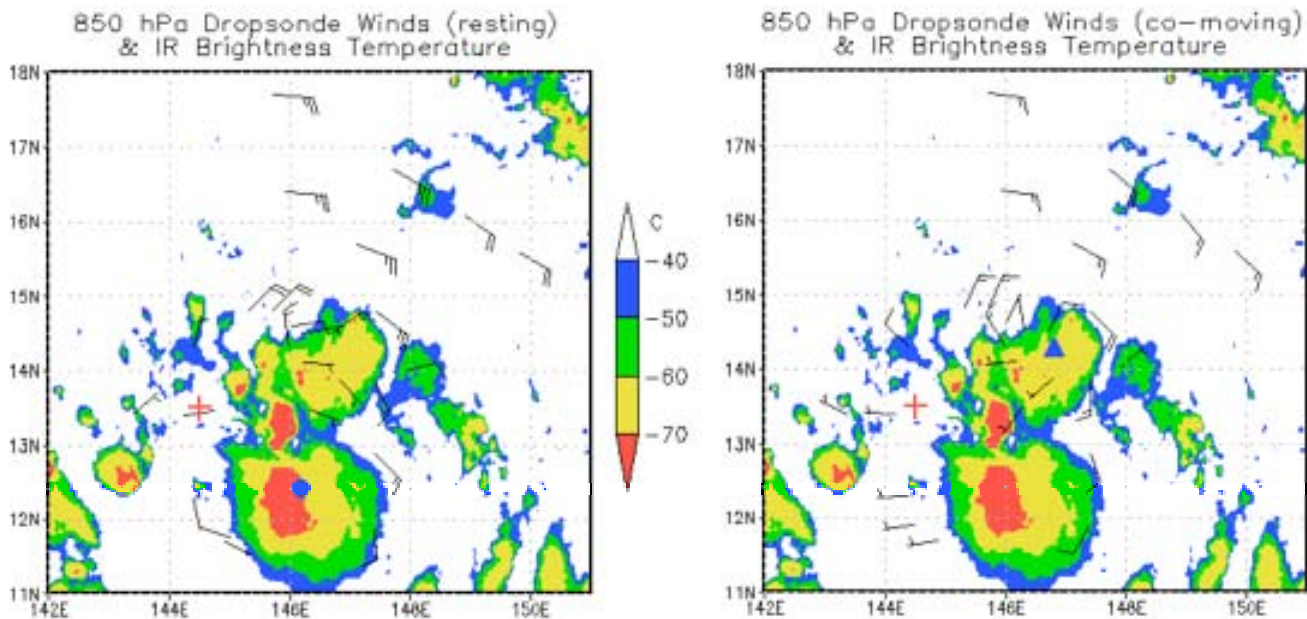 850 hPa Dropsonde Winds (resting)
& IR Brightness Temperature
18N
17N
16N
15N
14N
13N
12N
11N
142E
144E
146E
148E
150E
C
-40
-50
-60
-70
850 hPa Dropsonde Winds (co-moving)
& IR Brightness Temperature
18N
17N
16N
15N
14N
13N
12N
11N
142E
144E
146E
148E
150E